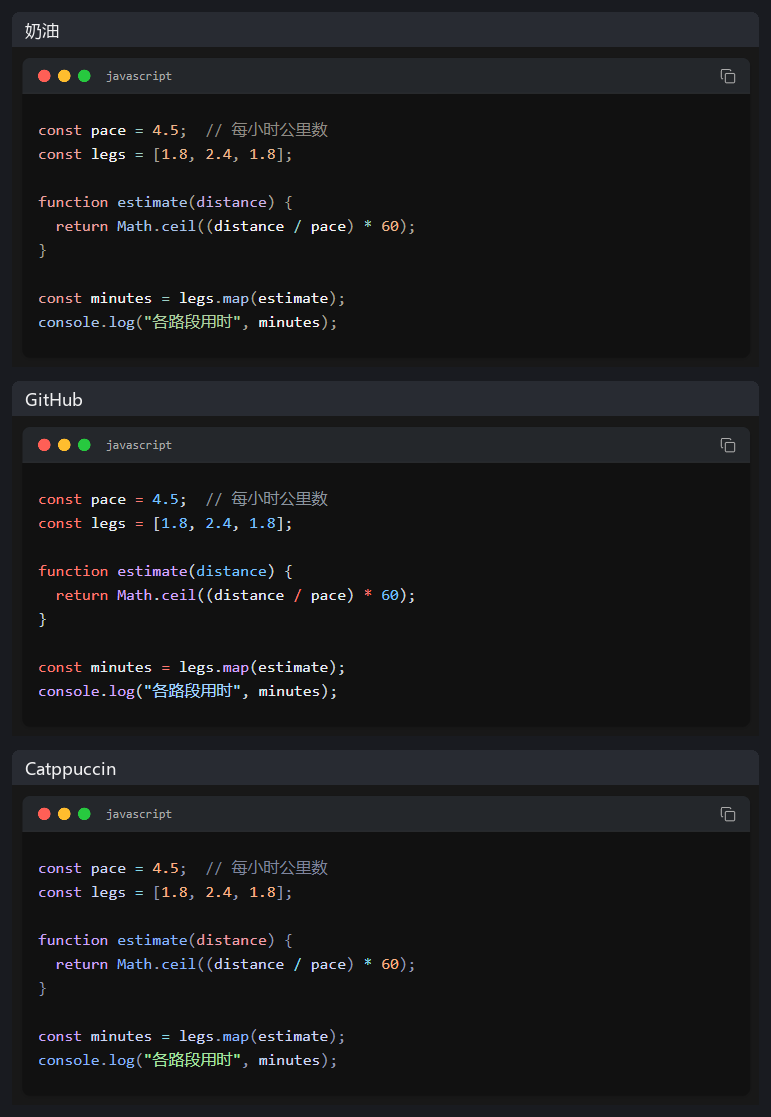 奶油
javascript
const pace = 4.5;  // 每小时公里数
const legs = [1.8, 2.4, 1.8];
function estimate(distance) {
  return Math.ceil((distance / pace) * 60);
}
const minutes = legs.map(estimate);
console.log("各路段用时", minutes);
GitHub
javascript
const pace = 4.5;  // 每小时公里数
const legs = [1.8, 2.4, 1.8];
function estimate(distance) {
  return Math.ceil((distance / pace) * 60);
}
const minutes = legs.map(estimate);
console.log("各路段用时", minutes);
Catppuccin
javascript
const pace = 4.5;  // 每小时公里数
const legs = [1.8, 2.4, 1.8];
function estimate(distance) {
  return Math.ceil((distance / pace) * 60);
}
const minutes = legs.map(estimate);
console.log("各路段用时", minutes);